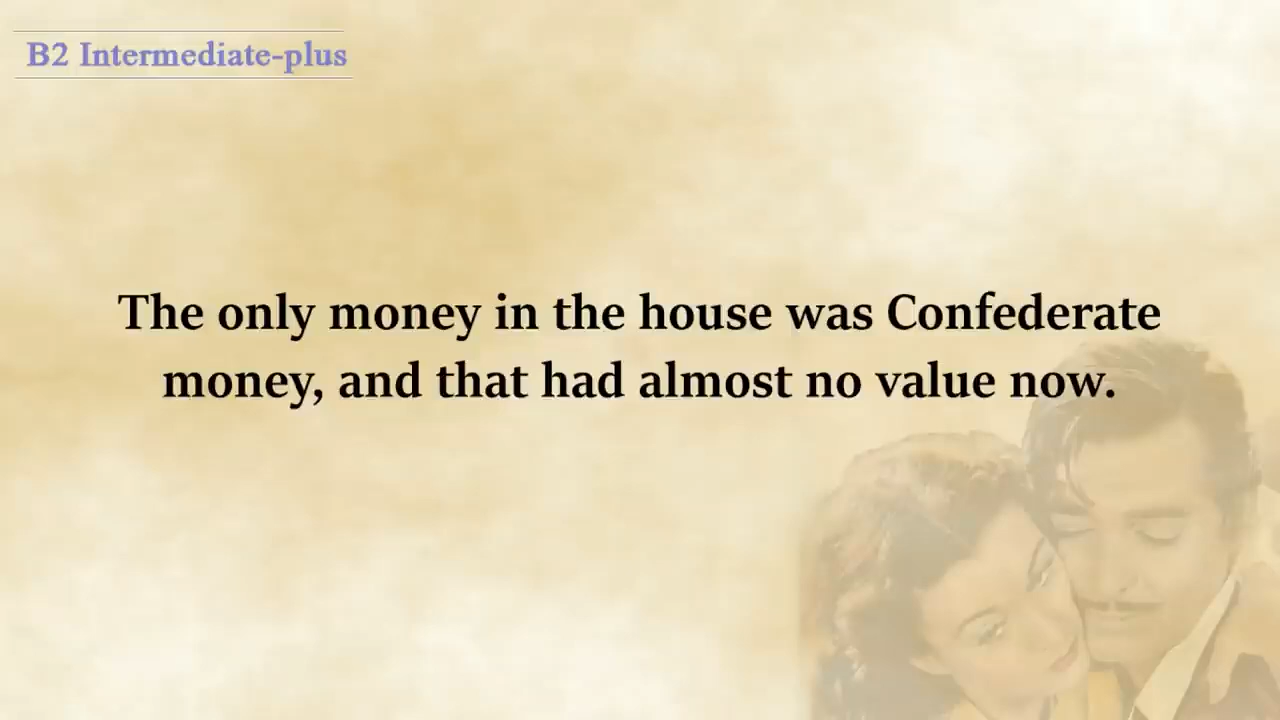 B2 Intermediate-plus
The only money in the house was Confederate
money, and that had almost no value now.